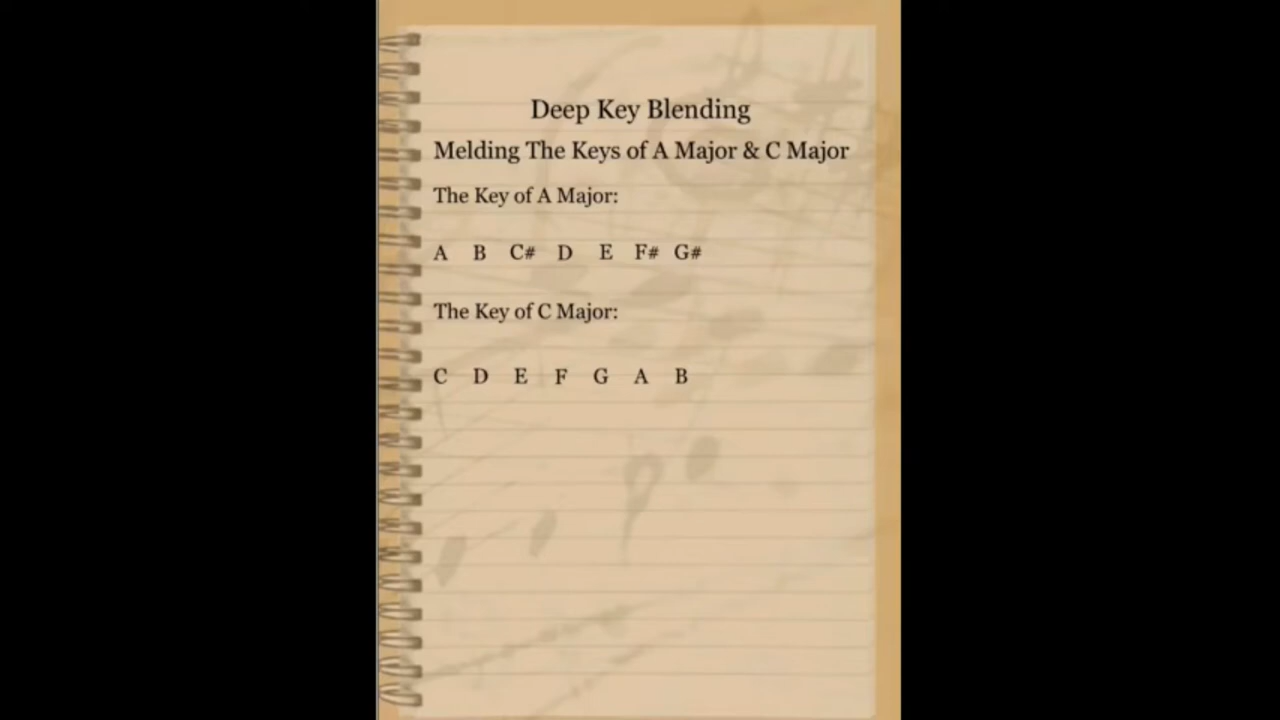 Deep Key Blending
Melding The Keys of A Major & C Major
The Key of A Major:
A B C# D E F# G#
The Key of C Major:
C D E F G A B